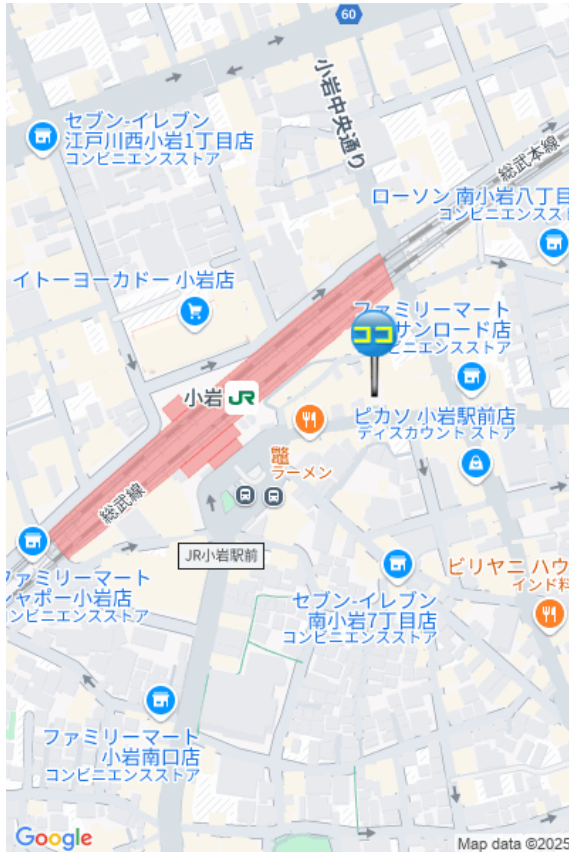 60
小岩中央通り
セブン-イレブン
江戸川西小岩1丁目店
コンビニエンスストア
総武本線
ローソン 南小岩八丁目
コンビニエンススト
イトーヨーカドー 小岩店
ファミリーマート
サンロード店
ビニエンスストア
ココ
小岩 JR
ピカソ 小岩駅前店
ディスカウント ストア
ラーメン
総武線
JR小岩駅前
ファミリーマート
シャポー小岩店
コンビニエンスストア
セブン-イレブン
南小岩7丁目店
コンビニエンスストア
ビリヤニ ハウ
インド料
ファミリーマート
小岩南口店
コンビニエンスストア
Google
Map data ©2025